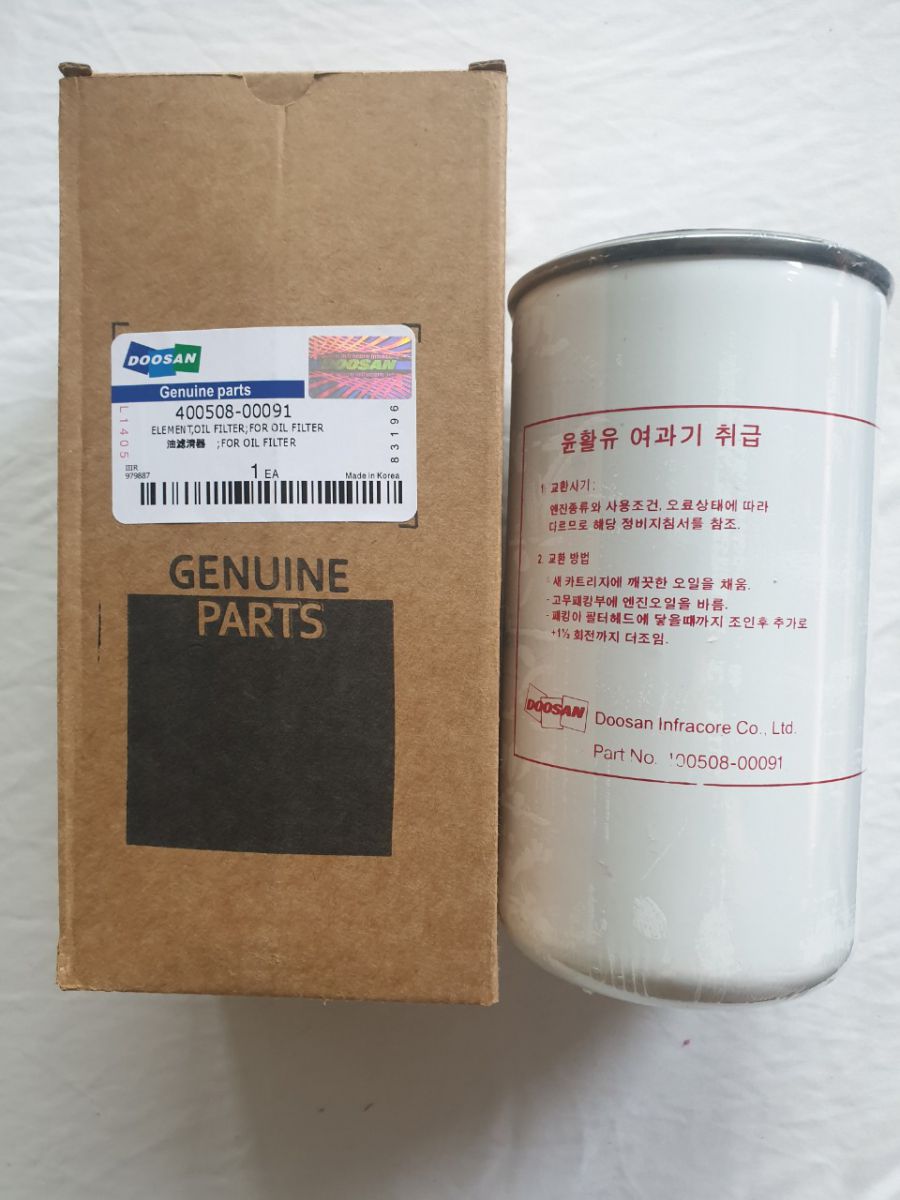 DOOSAN
Genuine parts
DOOSAN
400508-00091
ELEMENT,OIL FILTER;FOR OIL FILTER
油滤清器 ;FOR OIL FILTER
L1405
83196
IIIR
979887
1 EA
Made in Korea
GENUINE
PARTS
윤활유 여과기 취급
1. 교환시기:
엔진종류와 사용조건, 오료상태에 따라
다르므로 해당 정비지침서를 참조.
2. 교환 방법
- 새 카트리지에 깨끗한 오일을 채움.
- 고무패킹부에 엔진오일을 바름.
- 패킹이 필터헤드에 닿을때까지 조인후 추가로
+1⅓ 회전까지 더조임.
DOOSAN
Doosan Infracore Co., Ltd.
Part No. 00508-00091